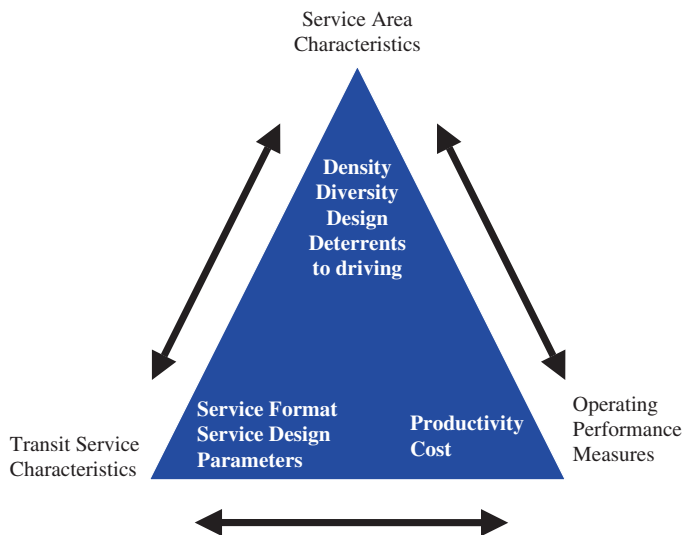 Service Area
Characteristics
Density
Diversity
Design
Deterrents
to driving
Service Format
Service Design
Parameters
Productivity
Cost
Transit Service
Characteristics
Operating
Performance
Measures